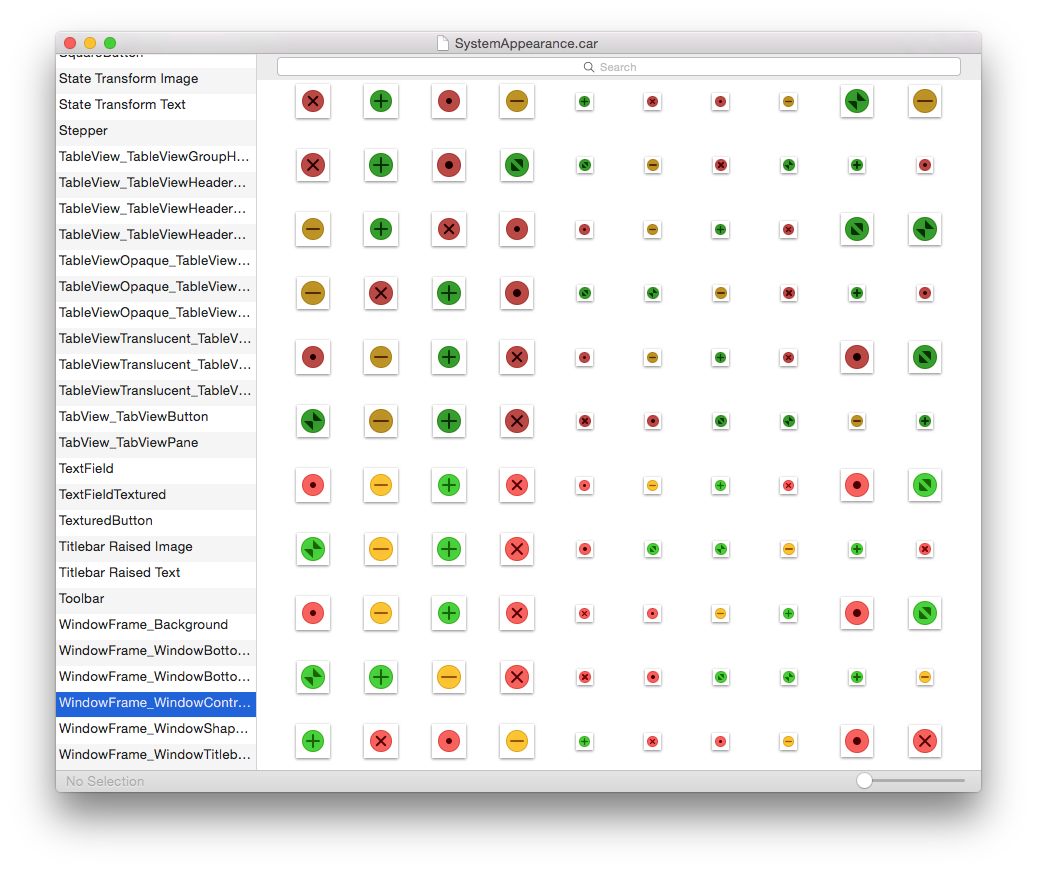 SystemAppearance.car
Search
SquareButton
State Transform Image
State Transform Text
Stepper
TableView_TableViewGroupH...
TableView_TableViewHeader...
TableView_TableViewHeader...
TableView_TableViewHeader...
TableViewOpaque_TableView...
TableViewOpaque_TableView...
TableViewOpaque_TableView...
TableViewTranslucent_TableV...
TableViewTranslucent_TableV...
TableViewTranslucent_TableV...
TabView_TabViewButton
TabView_TabViewPane
TextField
TextFieldTextured
TexturedButton
Titlebar Raised Image
Titlebar Raised Text
Toolbar
WindowFrame_Background
WindowFrame_WindowBotto...
WindowFrame_WindowBotto...
WindowFrame_WindowContr...
WindowFrame_WindowShap...
WindowFrame_WindowTitleb...
No Selection